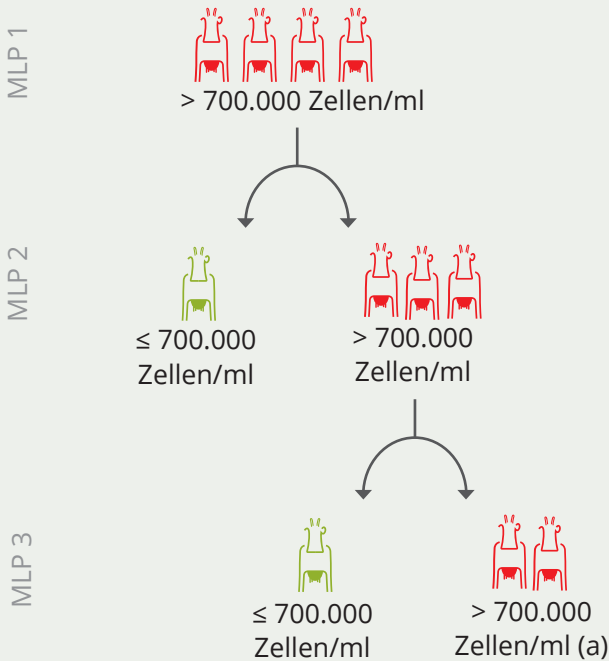 MLP 1
> 700.000 Zellen/ml
MLP 2
≤ 700.000
Zellen/ml
> 700.000
Zellen/ml
MLP 3
≤ 700.000
Zellen/ml
> 700.000
Zellen/ml (a)